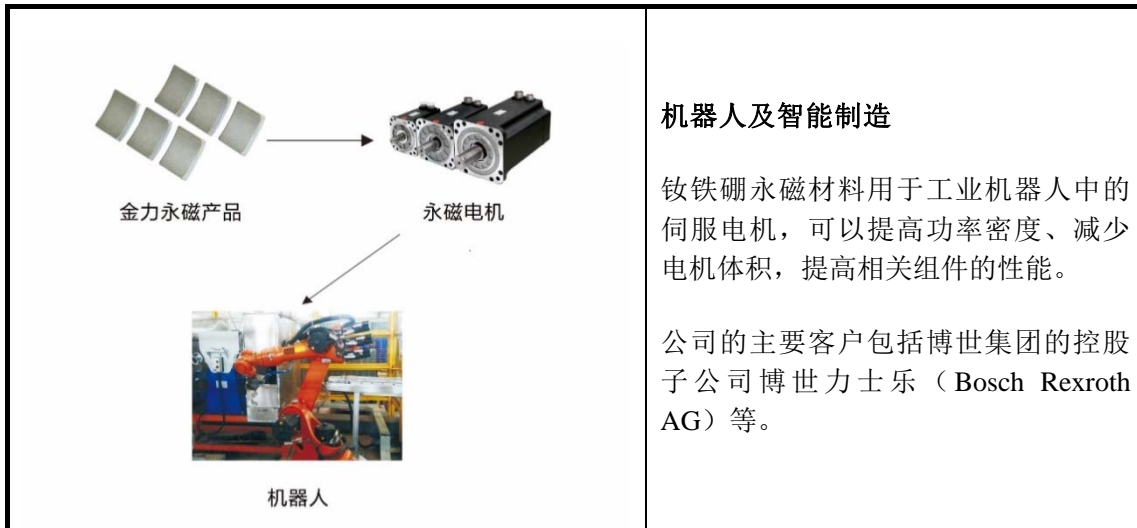 金力永磁产品
永磁电机
机器人
机器人及智能制造
钕铁硼永磁材料用于工业机器人中的
伺服电机，可以提高功率密度、减少
电机体积，提高相关组件的性能。
公司的主要客户包括博世集团的控股
子公司博世力士乐（Bosch Rexroth
AG）等。